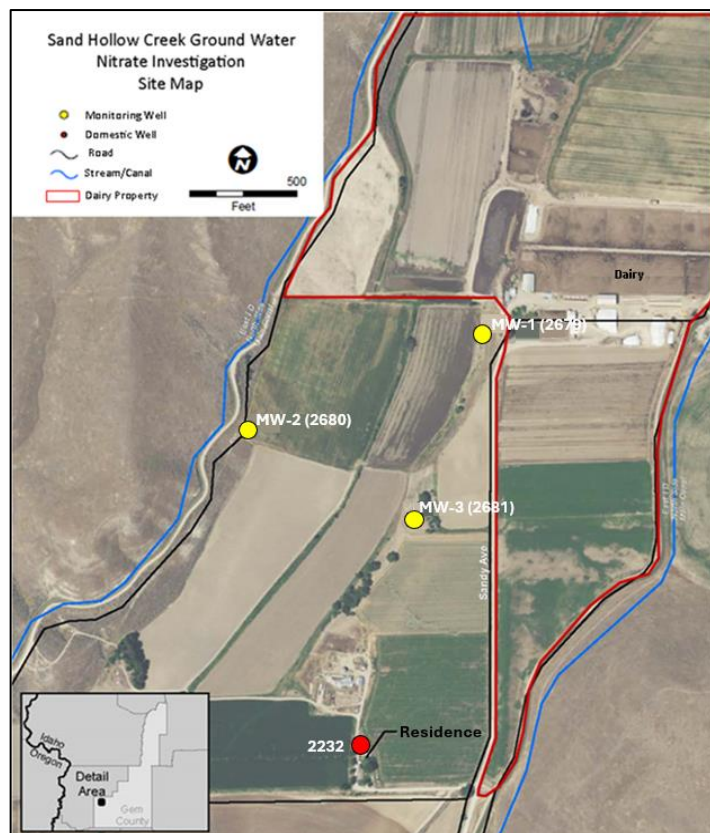 Sand Hollow Creek Ground Water
Nitrate Investigation
Site Map
Monitoring Well
Domestic Well
Road
Stream/Canal
Dairy Property
N
500
Feet
Dairy
MW-1 (2679)
MW-2 (2680)
MW-3 (2681)
Sandy Ave
2232
Residence
Idaho
Oregon
Detail
Area
Gem
County